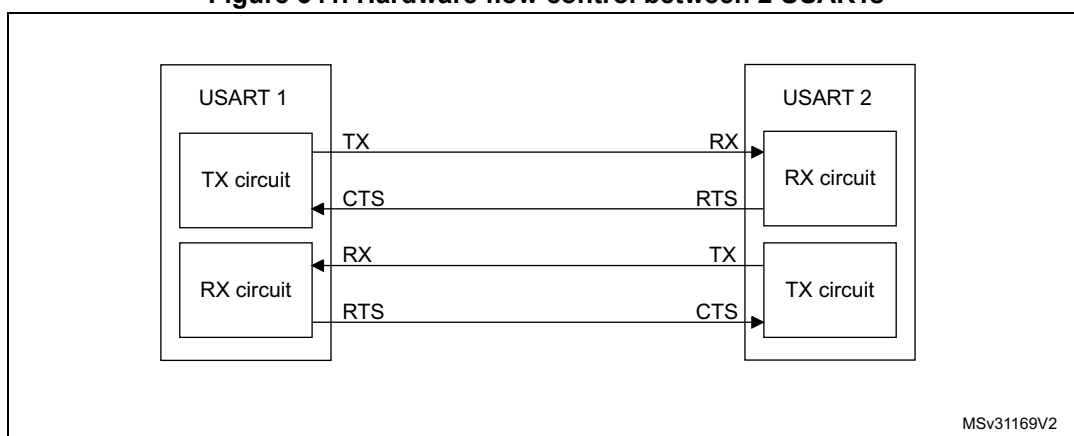 Figure Hardware flow control between 2 USARTs
USART 1 USART 2
TX RX
TX circuit RX circuit
CTS RTS
RX TX
RX circuit TX circuit
RTS CTS
MSv31169V2